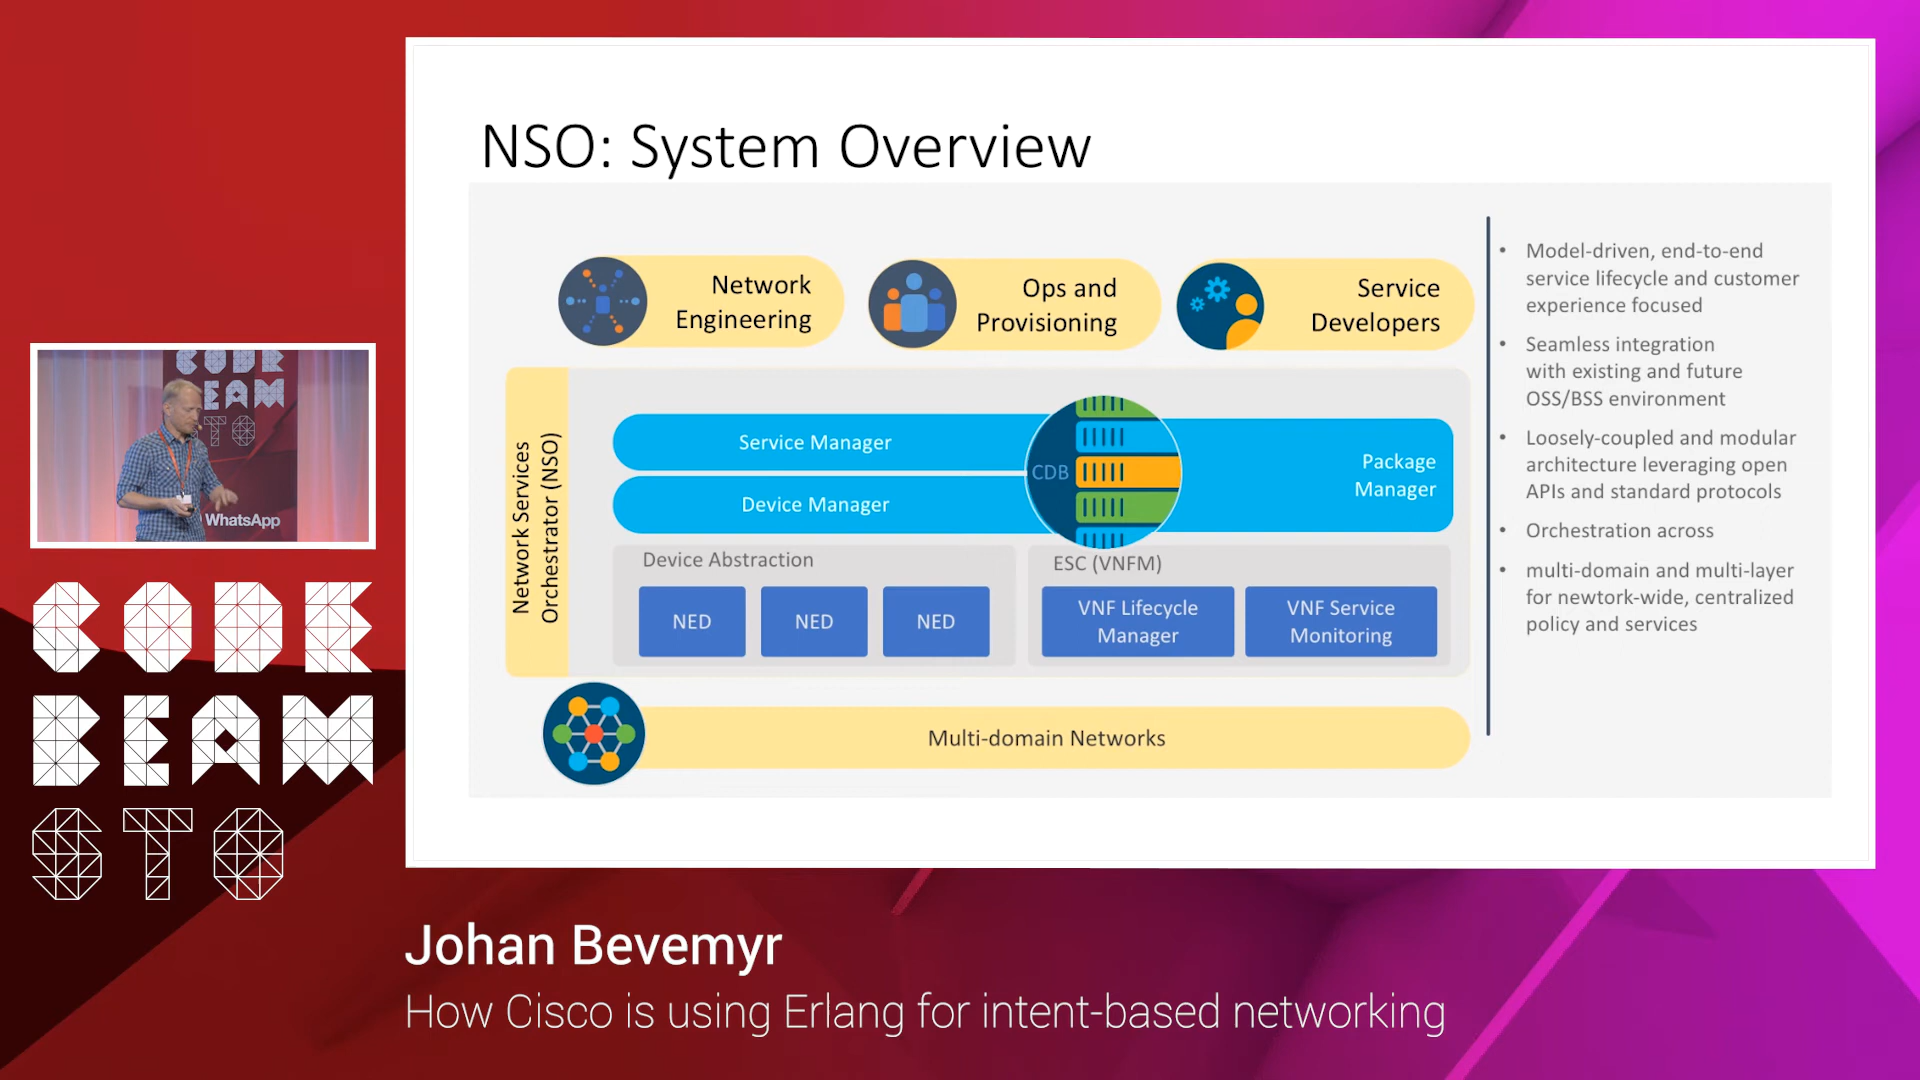 NSO: System Overview
Network
Engineering
Ops and
Provisioning
Service
Developers
Network Services
Orchestrator (NSO)
Service Manager
Device Manager
CDB
Package
Manager
Device Abstraction
NED
NED
NED
ESC (VNFM)
VNF Lifecycle
Manager
VNF Service
Monitoring
Multi-domain Networks
• Model-driven, end-to-end
service lifecycle and customer
experience focused
• Seamless integration
with existing and future
OSS/BSS environment
• Loosely-coupled and modular
architecture leveraging open
APIs and standard protocols
• Orchestration across
• multi-domain and multi-layer
for newtork-wide, centralized
policy and services
CODE
BEAM
STO
WhatsApp
CODE
BEAM
STO
Johan Bevemyr
How Cisco is using Erlang for intent-based networking